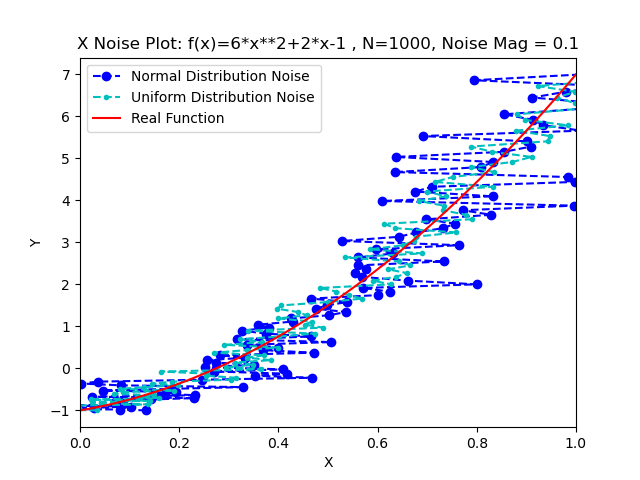 X Noise Plot: f(x)=6*x**2+2*x-1 , N=1000, Noise Mag = 0.1
Normal Distribution Noise
Uniform Distribution Noise
Real Function
7
6
5
4
3
2
1
0
−1
Y
0.0 0.2 0.4 0.6 0.8 1.0
X